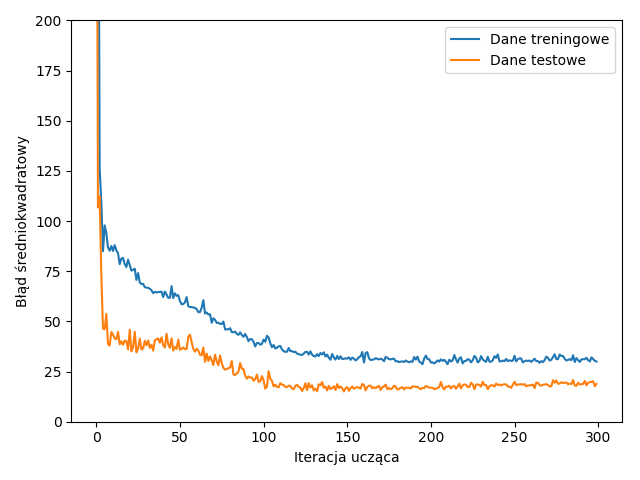 200
175
150
125
100
75
50
25
0
Błąd średniokwadratowy
Dane treningowe
Dane testowe
0 50 100 150 200 250 300
Iteracja ucząca